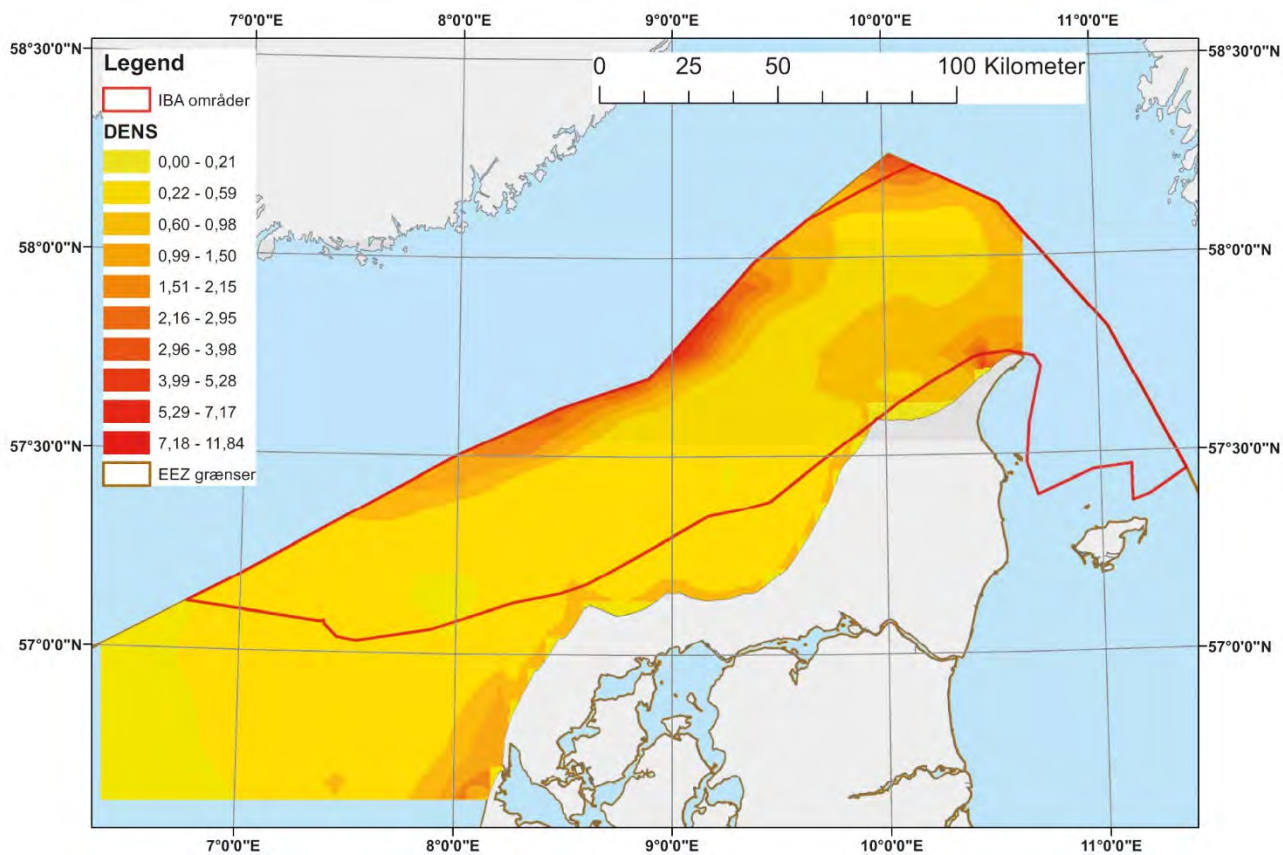 7°0'0"E 8°0'0"E 9°0'0"E 10°0'0"E 11°0'0"E
58°30'0"N 58°30'0"N
Legend
IBA områder
DENS
0,00 - 0,21
0,22 - 0,59
0,60 - 0,98
0,99 - 1,50
1,51 - 2,15
2,16 - 2,95
2,96 - 3,98
3,99 - 5,28
5,29 - 7,17
7,18 - 11,84
EEZ grænser
0 25 50 100 Kilometer
58°0'0"N 58°0'0"N
57°30'0"N 57°30'0"N
57°0'0"N 57°0'0"N
7°0'0"E 8°0'0"E 9°0'0"E 10°0'0"E 11°0'0"E